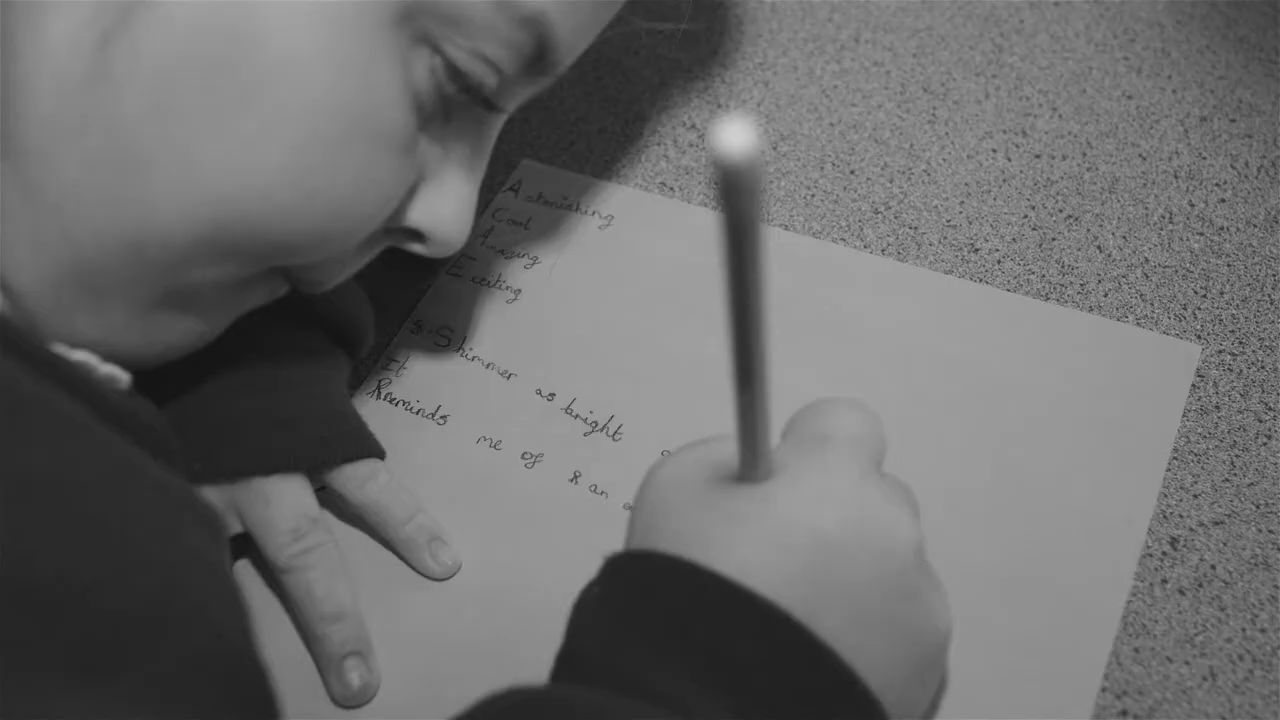 Astonishing
Cool
Amazing
Exciting
s. Shimmer as bright
It
Reminds me of an